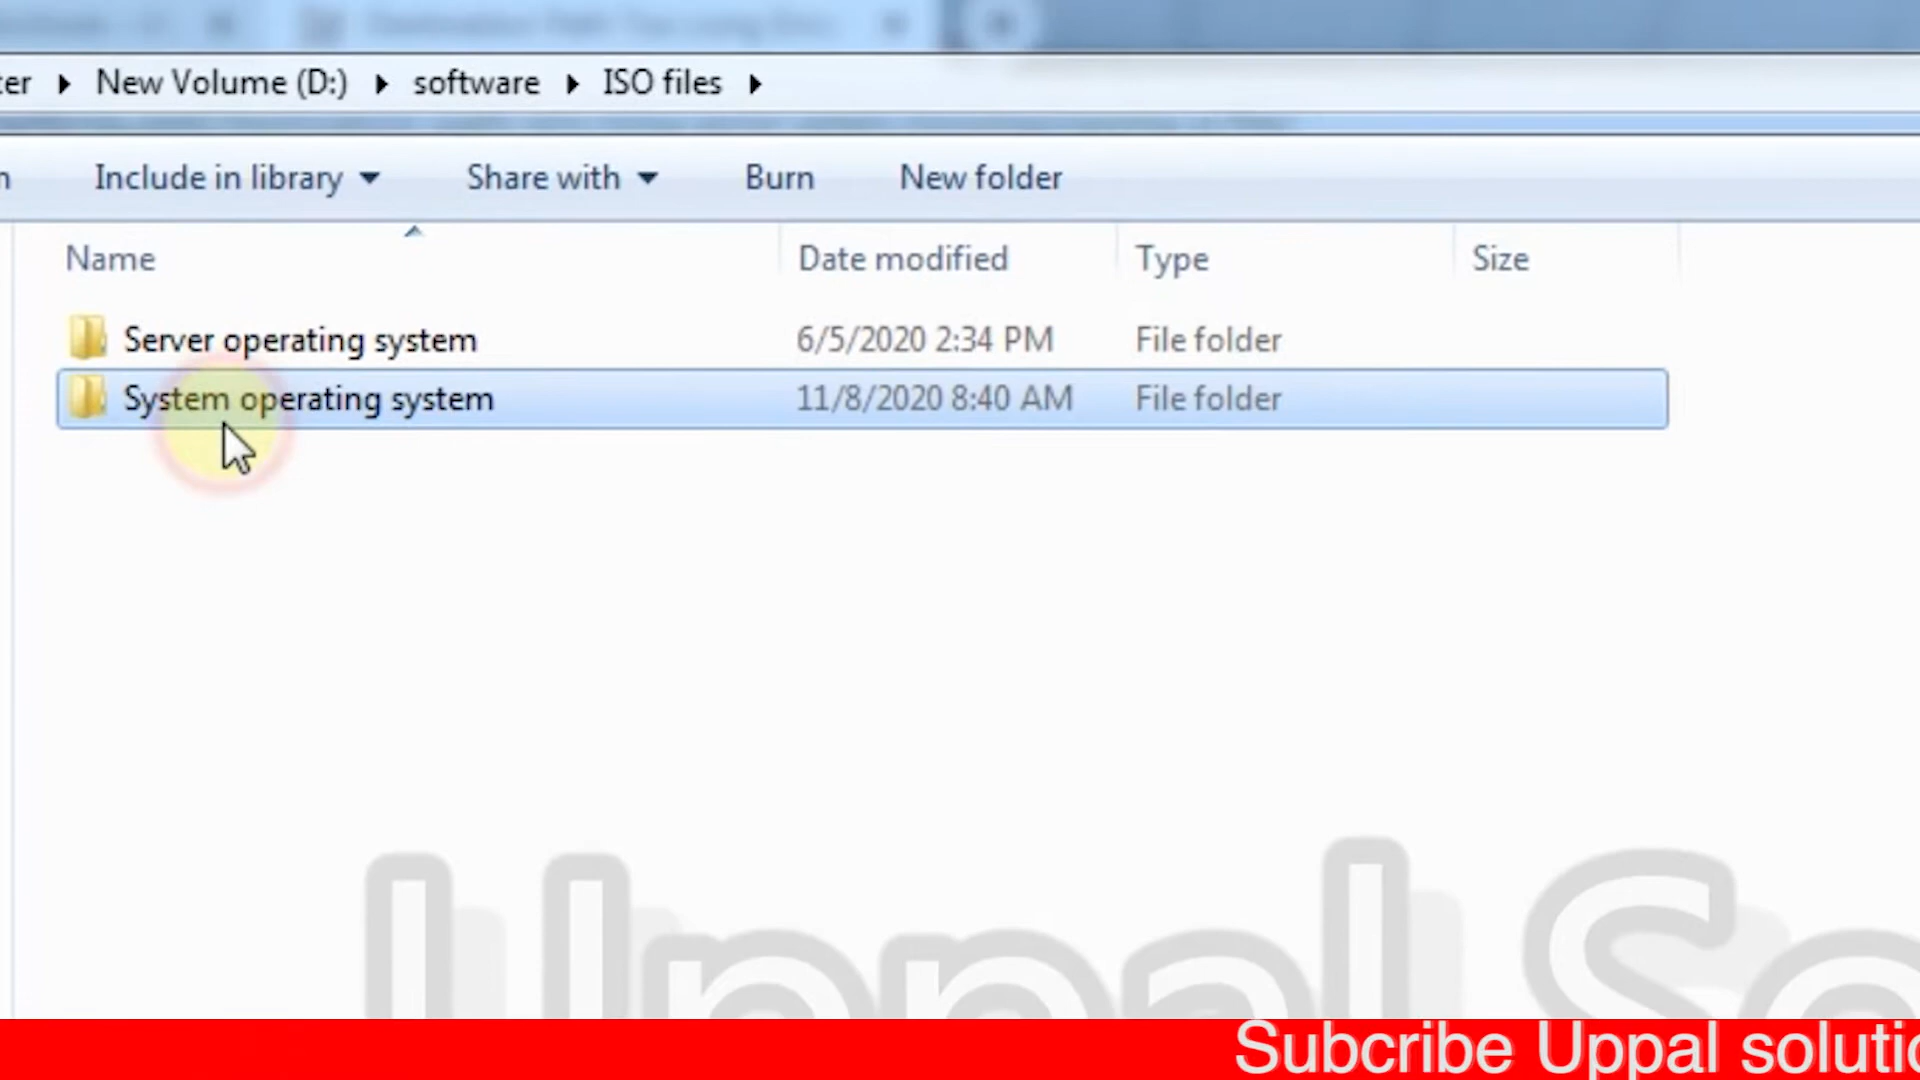 ter ▶ New Volume (D:) ▶ software ▶ ISO files ▶
Include in library ▼ Share with ▼ Burn New folder
Name Date modified Type Size
Server operating system 6/5/2020 2:34 PM File folder
System operating system 11/8/2020 8:40 AM File folder
Uppal So
Subcribe Uppal solutio